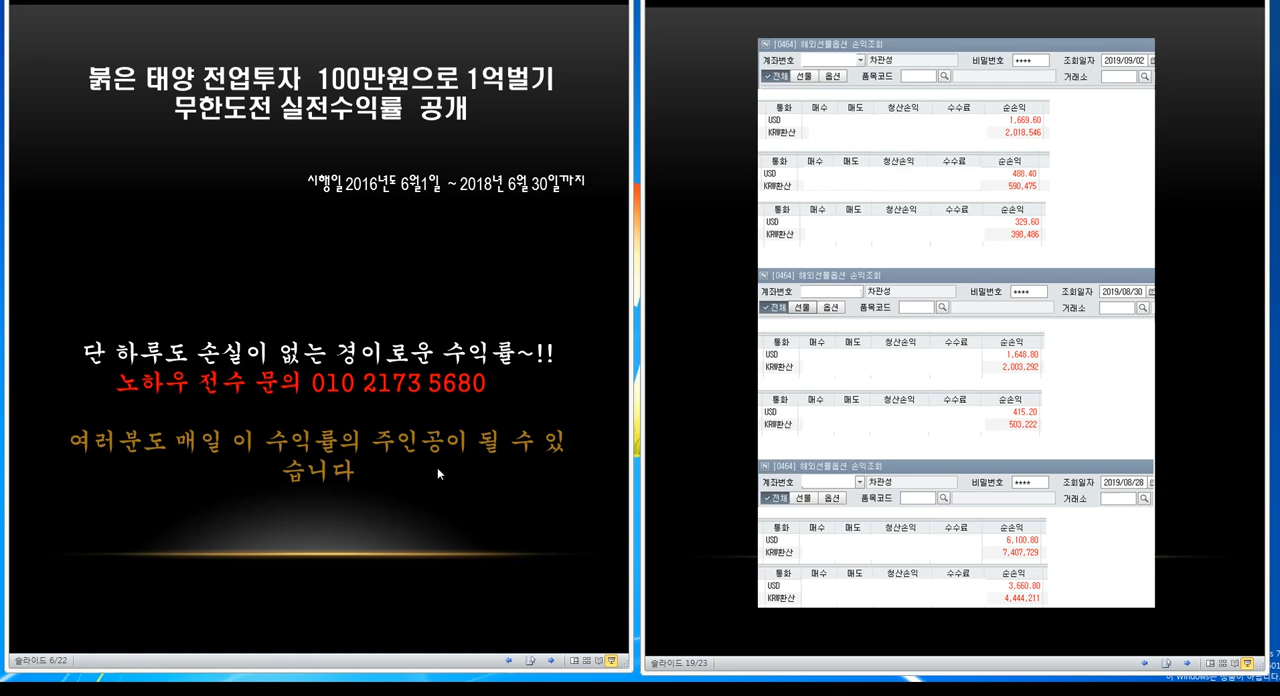 붉은 태양 전업투자 100만원으로 1억벌기
무한도전 실전수익률 공개
시행일 2016년도 6월1일 ~ 2018년 6월 30일까지
단 하루도 손실이 없는 경이로운 수익률~!!
노하우 전수 문의 010 2173 5680
여러분도 매일 이 수익률의 주인공이 될 수 있
습니다
슬라이드 6/22
[0464] 해외선물옵션 손익조회
계좌번호 차관성 비밀번호 **** 조회일자 2019/09/02
전체 선물 옵션 품목코드 거래소
통화 매수 매도 청산손익 수수료 순손익
USD 1,669.60
KRW환산 2,018,546
통화 매수 매도 청산손익 수수료 순손익
USD 488.40
KRW환산 590,475
통화 매수 매도 청산손익 수수료 순손익
USD 329.60
KRW환산 398,486
[0464] 해외선물옵션 손익조회
계좌번호 차관성 비밀번호 **** 조회일자 2019/08/30
전체 선물 옵션 품목코드 거래소
통화 매수 매도 청산손익 수수료 순손익
USD 1,648.80
KRW환산 2,003,292
통화 매수 매도 청산손익 수수료 순손익
USD 415.20
KRW환산 503,222
[0464] 해외선물옵션 손익조회
계좌번호 차관성 비밀번호 **** 조회일자 2019/08/28
전체 선물 옵션 품목코드 거래소
통화 매수 매도 청산손익 수수료 순손익
USD 6,100.80
KRW환산 7,407,729
통화 매수 매도 청산손익 수수료 순손익
USD 3,660.80
KRW환산 4,444,211
슬라이드 19/23